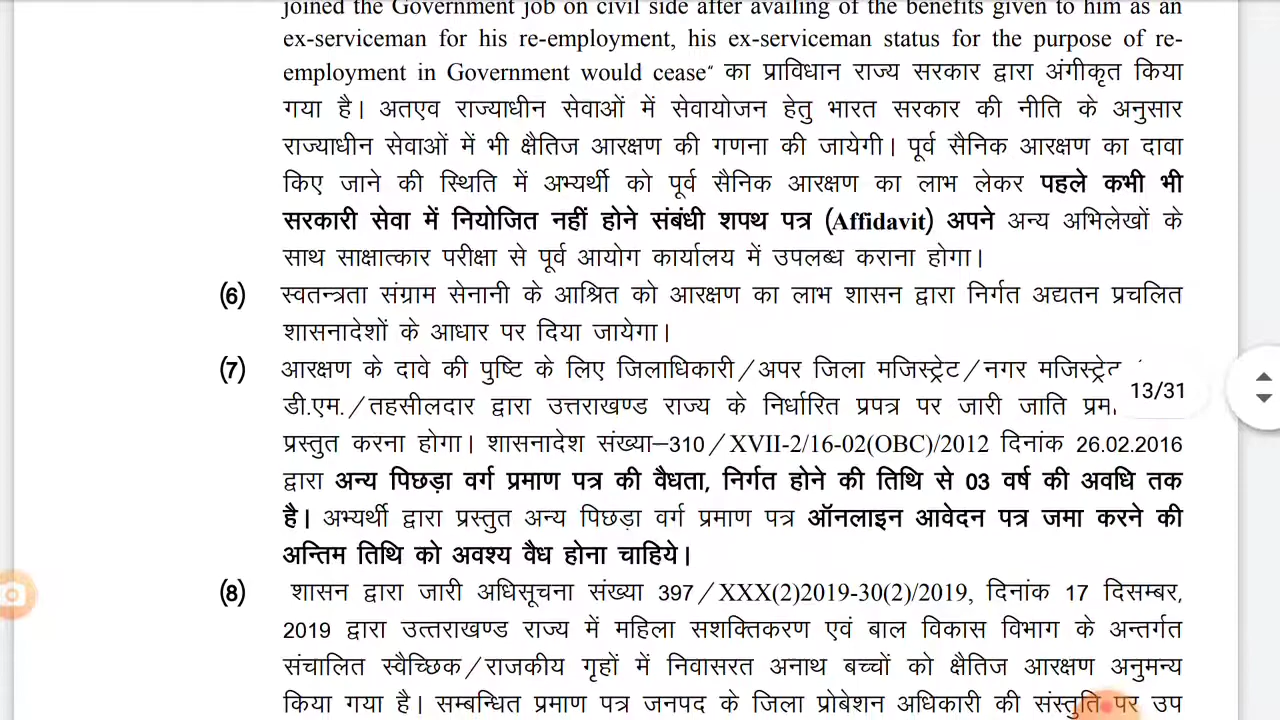 joined the Government job on civil side after availing of the benefits given to him as an
ex-serviceman for his re-employment, his ex-serviceman status for the purpose of re-
employment in Government would cease" का प्राविधान राज्य सरकार द्वारा अंगीकृत किया
गया है। अतएव राज्याधीन सेवाओं में सेवायोजन हेतु भारत सरकार की नीति के अनुसार
राज्याधीन सेवाओं में भी क्षैतिज आरक्षण की गणना की जायेगी। पूर्व सैनिक आरक्षण का दावा
किए जाने की स्थिति में अभ्यर्थी को पूर्व सैनिक आरक्षण का लाभ लेकर पहले कभी भी
सरकारी सेवा में नियोजित नहीं होने संबंधी शपथ पत्र (Affidavit) अपने अन्य अभिलेखों के
साथ साक्षात्कार परीक्षा से पूर्व आयोग कार्यालय में उपलब्ध कराना होगा।
(6) स्वतन्त्रता संग्राम सेनानी के आश्रित को आरक्षण का लाभ शासन द्वारा निर्गत अद्यतन प्रचलित
शासनादेशों के आधार पर दिया जायेगा।
(7) आरक्षण के दावे की पुष्टि के लिए जिलाधिकारी/अपर जिला मजिस्ट्रेट/नगर मजिस्ट्रेट
13/31
डी.एम./तहसीलदार द्वारा उत्तराखण्ड राज्य के निर्धारित प्रपत्र पर जारी जाति
प्रस्तुत करना होगा। शासनादेश संख्या–310/XVII-2/16-02(OBC)/2012 दिनांक 26.02.2016
द्वारा अन्य पिछड़ा वर्ग प्रमाण पत्र की वैधता, निर्गत होने की तिथि से 03 वर्ष की अवधि तक
है। अभ्यर्थी द्वारा प्रस्तुत अन्य पिछड़ा वर्ग प्रमाण पत्र ऑनलाइन आवेदन पत्र जमा करने की
अन्तिम तिथि को अवश्य वैध होना चाहिये।
(8) शासन द्वारा जारी अधिसूचना संख्या 397/XXX(2)2019-30(2)/2019, दिनांक 17 दिसम्बर,
2019 द्वारा उत्तराखण्ड राज्य में महिला सशक्तिकरण एवं बाल विकास विभाग के अन्तर्गत
संचालित स्वैच्छिक/राजकीय गृहों में निवासरत अनाथ बच्चों को क्षैतिज आरक्षण अनुमन्य
किया गया है। सम्बन्धित प्रमाण पत्र जनपद के जिला प्रोबेशन अधिकारी की संस्तुति पर उप